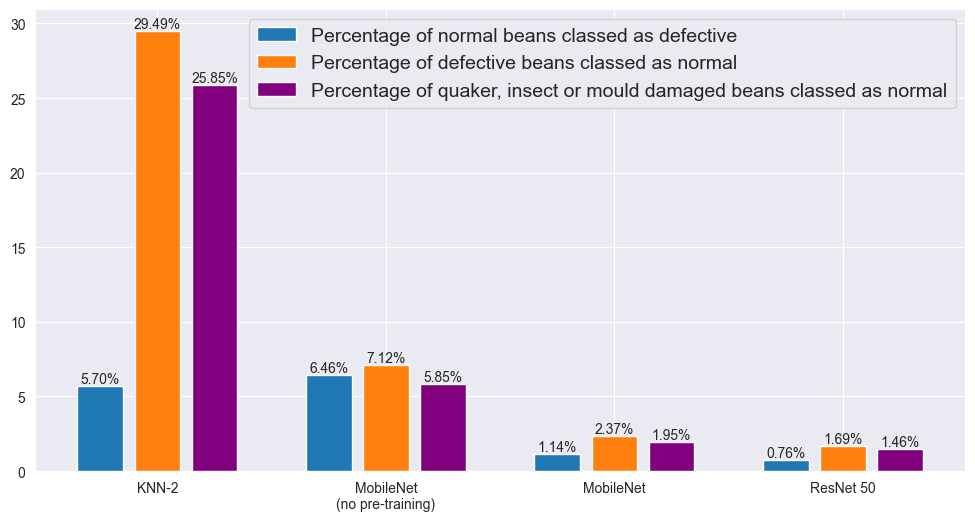 30
25
20
15
10
5
0
Percentage of normal beans classed as defective
Percentage of defective beans classed as normal
Percentage of quaker, insect or mould damaged beans classed as normal
5.70%
29.49%
25.85%
6.46%
7.12%
5.85%
1.14%
2.37%
1.95%
0.76%
1.69%
1.46%
KNN-2
MobileNet
(no pre-training)
MobileNet
ResNet 50